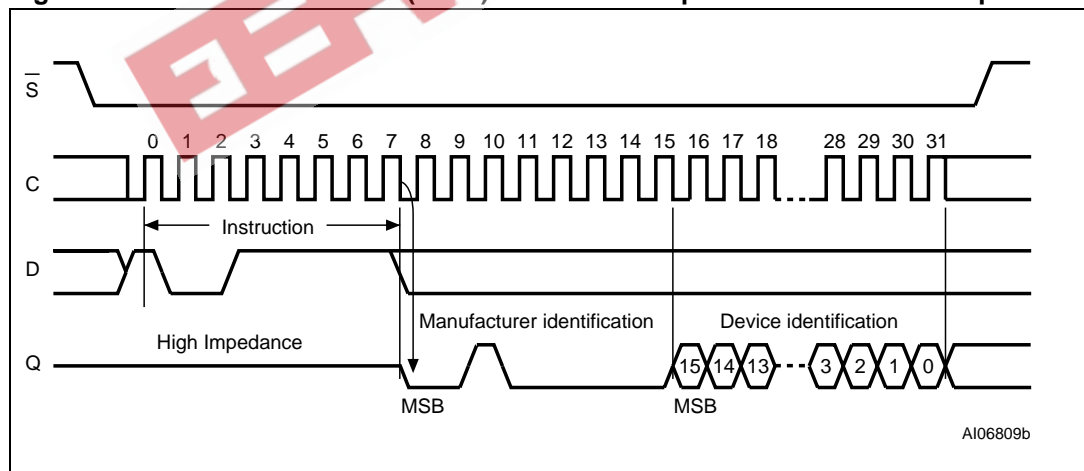 S
0 1 2 3 4 5 6 7 8 9 10 11 12 13 14 15 16 17 18 28 29 30 31
C
Instruction
D
Manufacturer identification Device identification
High Impedance
Q
15 14 13 3 2 1 0
MSB MSB
AI06809b